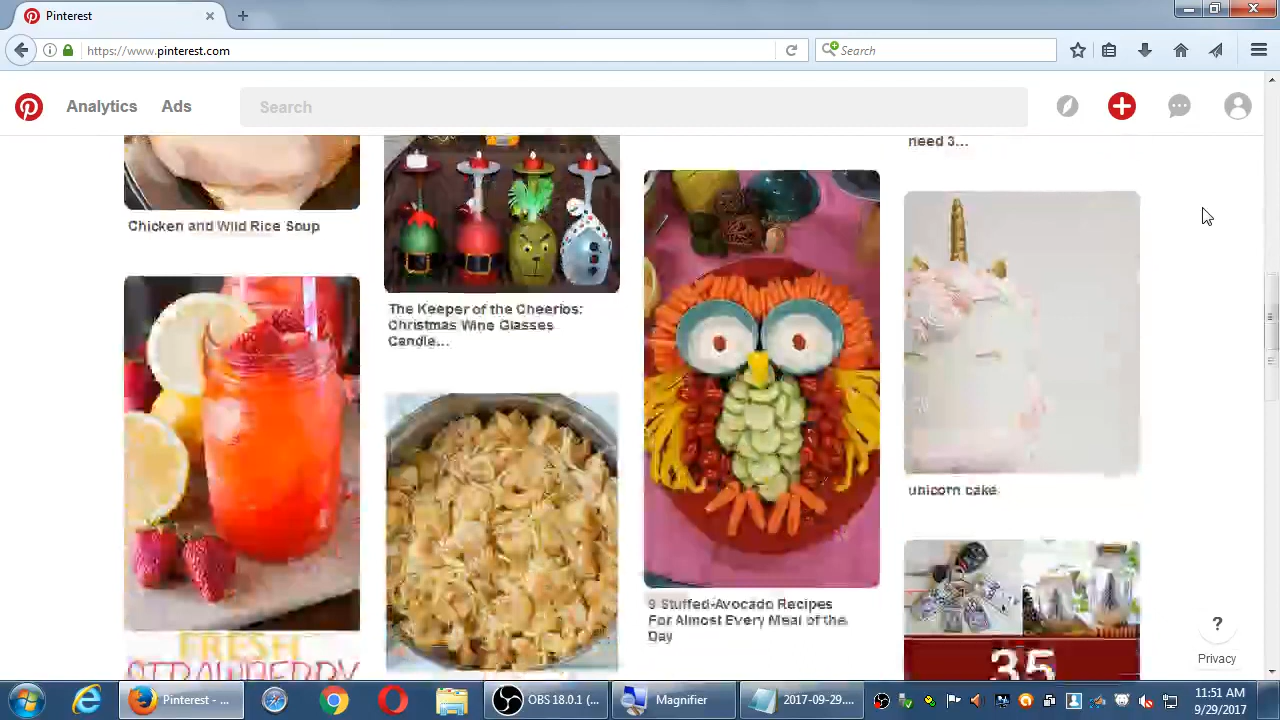 Pinterest
https://www.pinterest.com
Search
Analytics
Ads
Search
need 3...
Chicken and Wild Rice Soup
The Keeper of the Cheerios:
Christmas Wine Glasses
Candle...
unicorn cake
9 Stuffed-Avocado Recipes
For Almost Every Meal of the
Day
FRESH
STRAWBERRY
35
?
Privacy
Pinterest - ...
OBS 18.0.1 (...
Magnifier
2017-09-29....
11:51 AM
9/29/2017